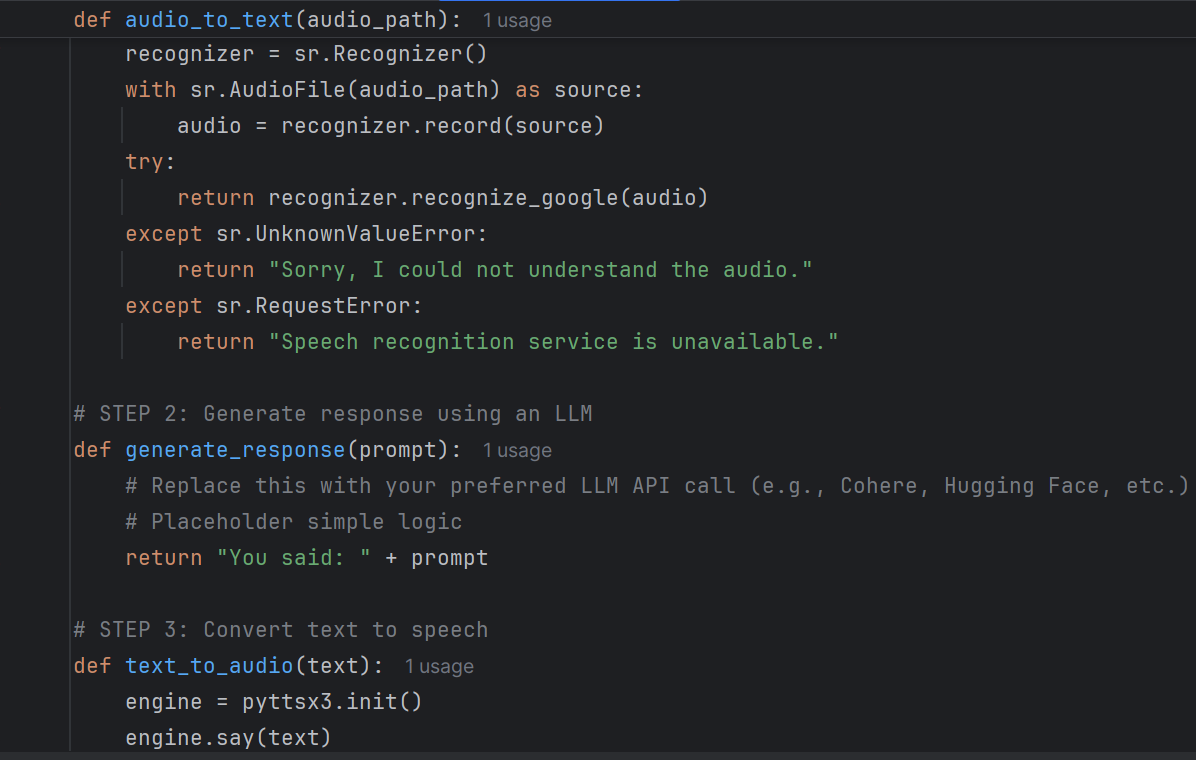 def audio_to_text(audio_path):  1 usage
    recognizer = sr.Recognizer()
    with sr.AudioFile(audio_path) as source:
        audio = recognizer.record(source)
    try:
        return recognizer.recognize_google(audio)
    except sr.UnknownValueError:
        return "Sorry, I could not understand the audio."
    except sr.RequestError:
        return "Speech recognition service is unavailable."
# STEP 2: Generate response using an LLM
def generate_response(prompt):  1 usage
    # Replace this with your preferred LLM API call (e.g., Cohere, Hugging Face, etc.)
    # Placeholder simple logic
    return "You said: " + prompt
# STEP 3: Convert text to speech
def text_to_audio(text):  1 usage
    engine = pyttsx3.init()
    engine.say(text)